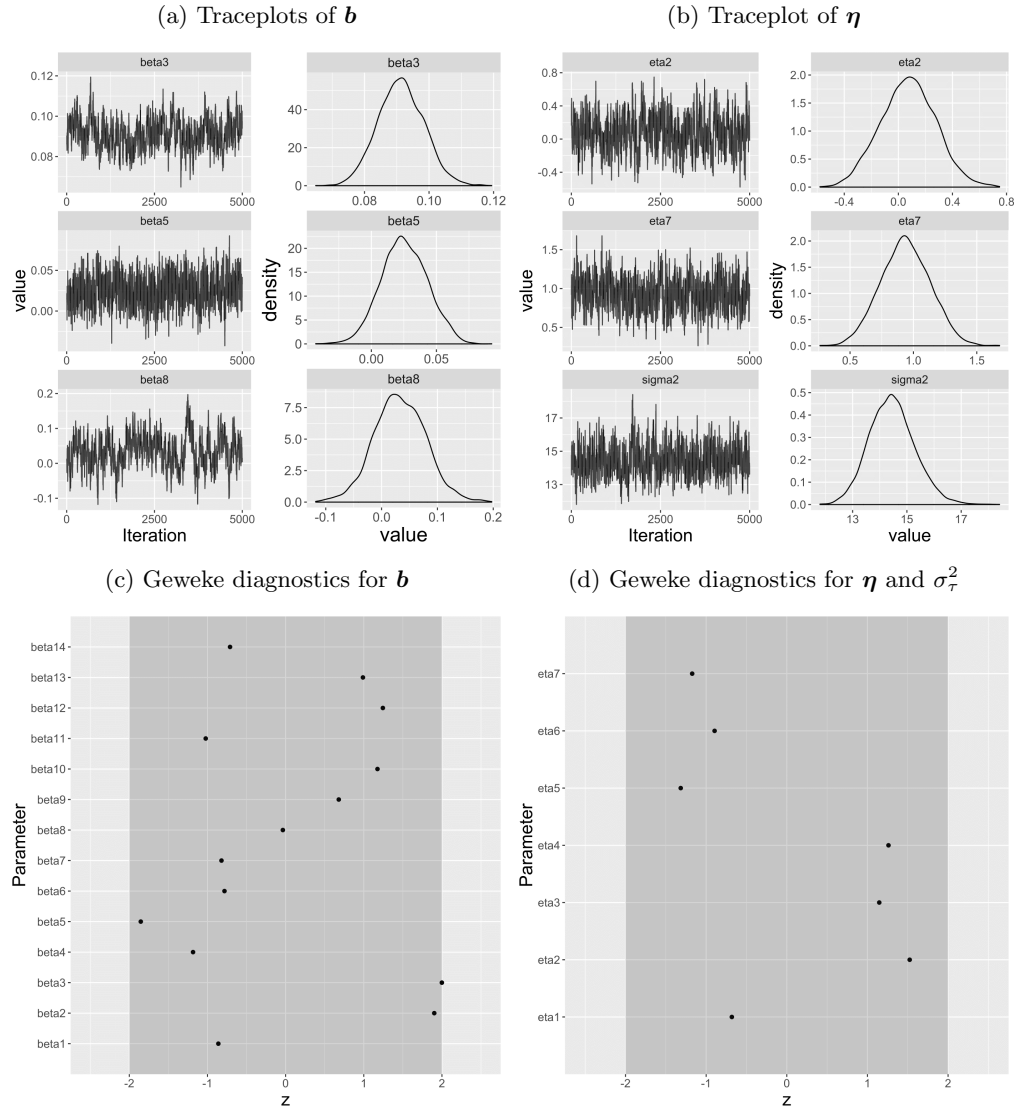 (a) Traceplots of b
(b) Traceplot of η
beta3
beta3
0.12
0.10
0.08
0
2500
5000
40
20
0
0.08
0.10
0.12
beta5
beta5
value
0.05
0.00
0
2500
5000
density
20
15
10
5
0
0.00
0.05
beta8
beta8
0.2
0.1
0.0
-0.1
0
2500
5000
Iteration
7.5
5.0
2.5
0.0
-0.1
0.0
0.1
0.2
value
eta2
eta2
0.8
0.4
0.0
-0.4
0
2500
5000
2.0
1.5
1.0
0.5
0.0
-0.4
0.0
0.4
0.8
eta7
eta7
value
1.5
1.0
0.5
0
2500
5000
density
2.0
1.5
1.0
0.5
0.0
0.5
1.0
1.5
sigma2
sigma2
17
15
13
0
2500
5000
Iteration
0.5
0.4
0.3
0.2
0.1
0.0
13
15
17
value
(c) Geweke diagnostics for b
Parameter
beta14
beta13
beta12
beta11
beta10
beta9
beta8
beta7
beta6
beta5
beta4
beta3
beta2
beta1
-2
-1
0
1
2
z
(d) Geweke diagnostics for η and σ²τ
Parameter
eta7
eta6
eta5
eta4
eta3
eta2
eta1
-2
-1
0
1
2
z